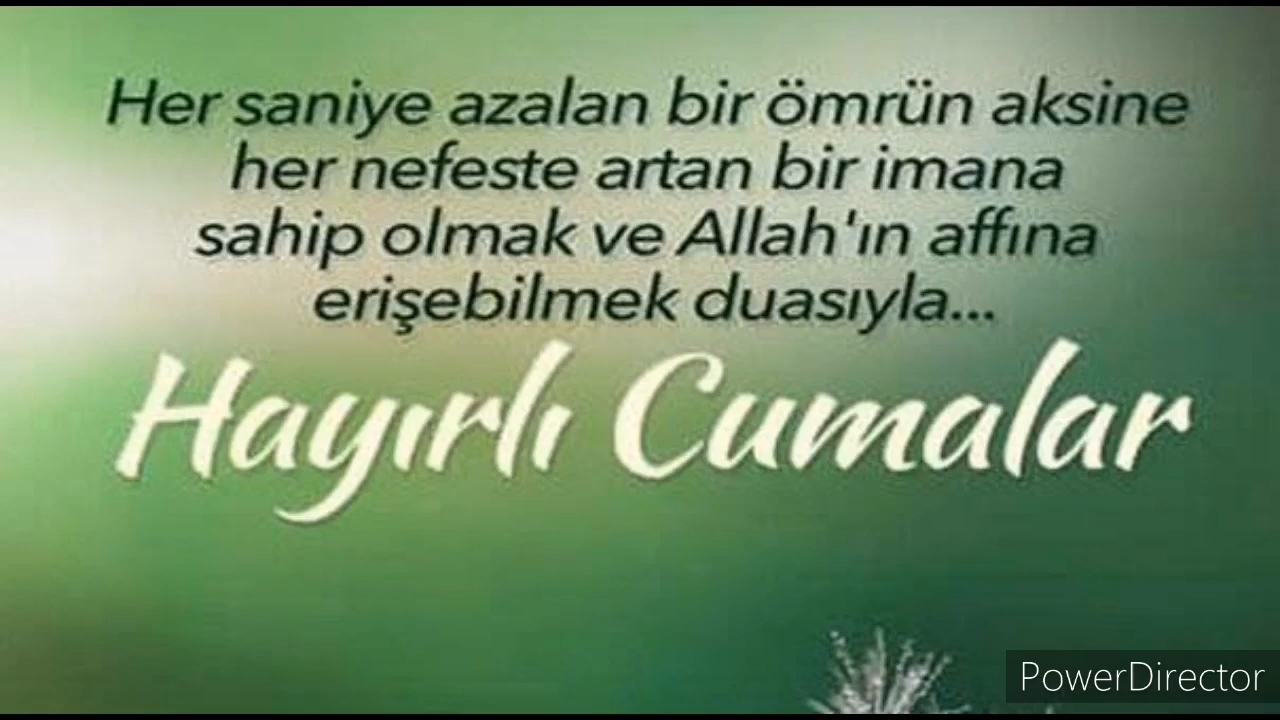 Her saniye azalan bir ömrün aksine
her nefeste artan bir imana
sahip olmak ve Allah'ın affına
erişebilmek duasıyla...
Hayırlı Cumalar
PowerDirector